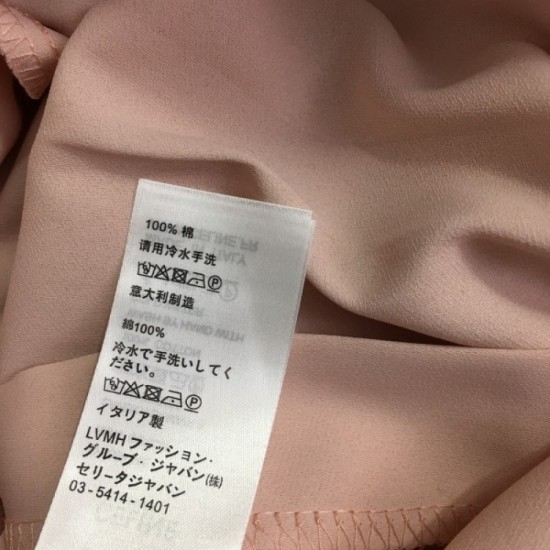 100% 棉
请用冷水手洗
意大利制造
綿100%
冷水で手洗いしてく
ださい。
イタリア製
LVMH ファッション・
グループ・ジャパン(株)
セリータジャパン
03-5414-1401